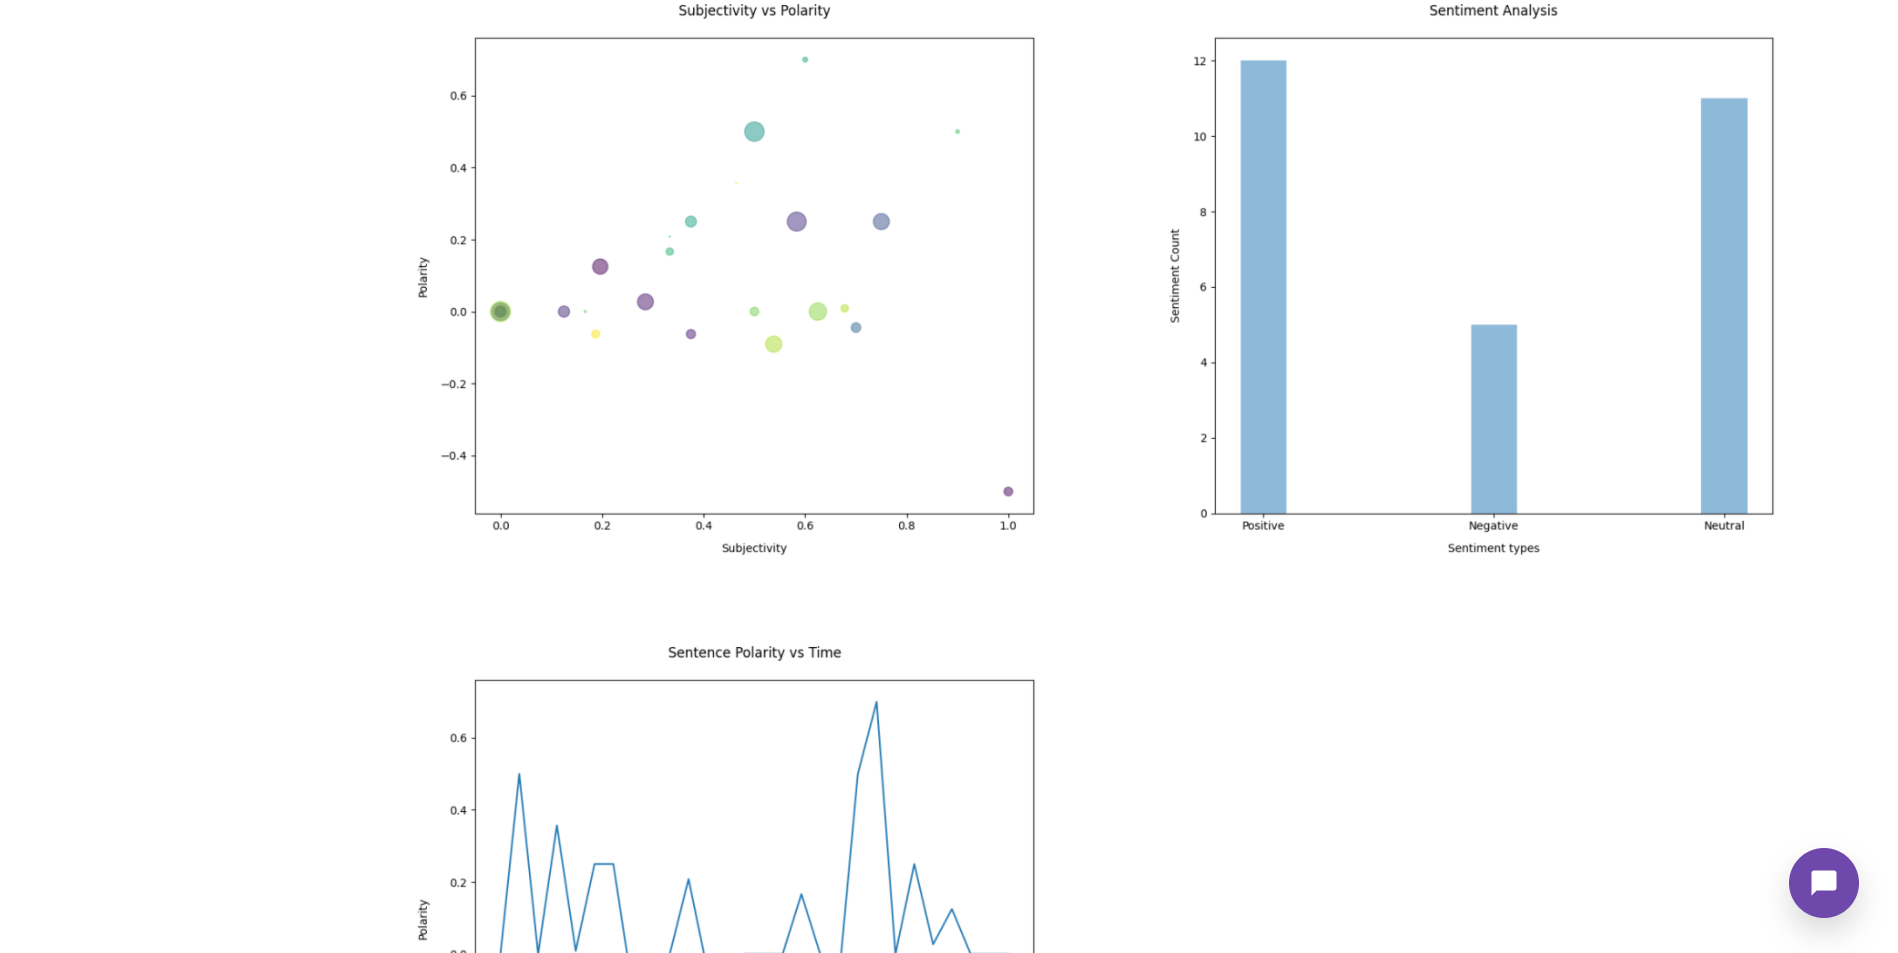 Subjectivity vs Polarity
Polarity
0.6
0.4
0.2
0.0
−0.2
−0.4
0.0 0.2 0.4 0.6 0.8 1.0
Subjectivity
Sentiment Analysis
Sentiment Count
12
10
8
6
4
2
0
Positive Negative Neutral
Sentiment types
Sentence Polarity vs Time
Polarity
0.6
0.4
0.2